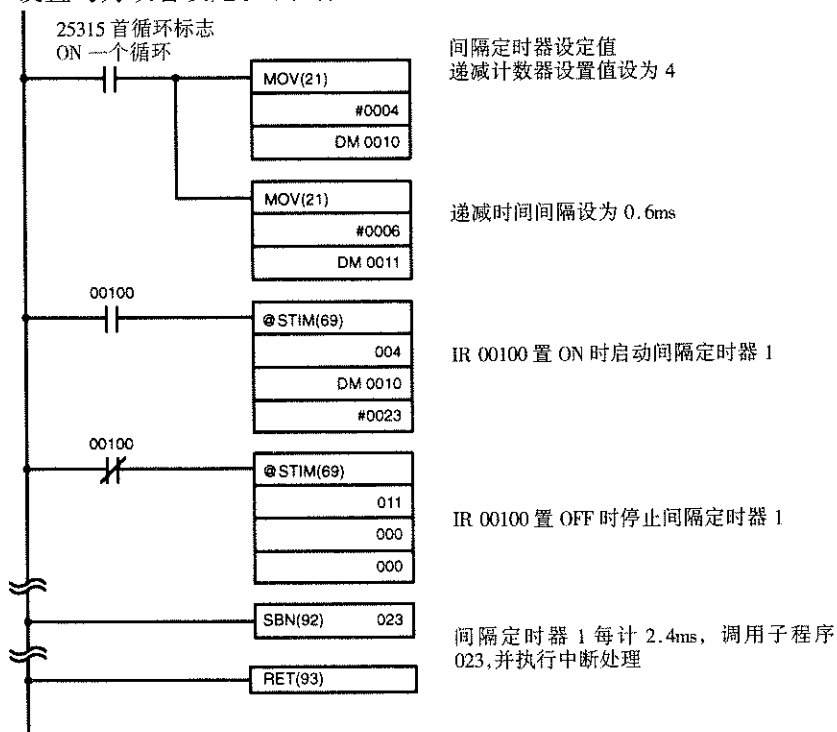 25315 首循环标志
ON 一个循环
间隔定时器设定值
递减计数器设置值设为 4
MOV(21)
#0004
DM 0010
MOV(21)
#0006
DM 0011
递减时间间隔设为 0.6ms
00100
@STIM(69)
004
DM 0010
#0023
IR 00100 置 ON 时启动间隔定时器 1
00100
@STIM(69)
011
000
000
IR 00100 置 OFF 时停止间隔定时器 1
SBN(92) 023
间隔定时器 1 每计 2.4ms，调用子程序
023,并执行中断处理
RET(93)